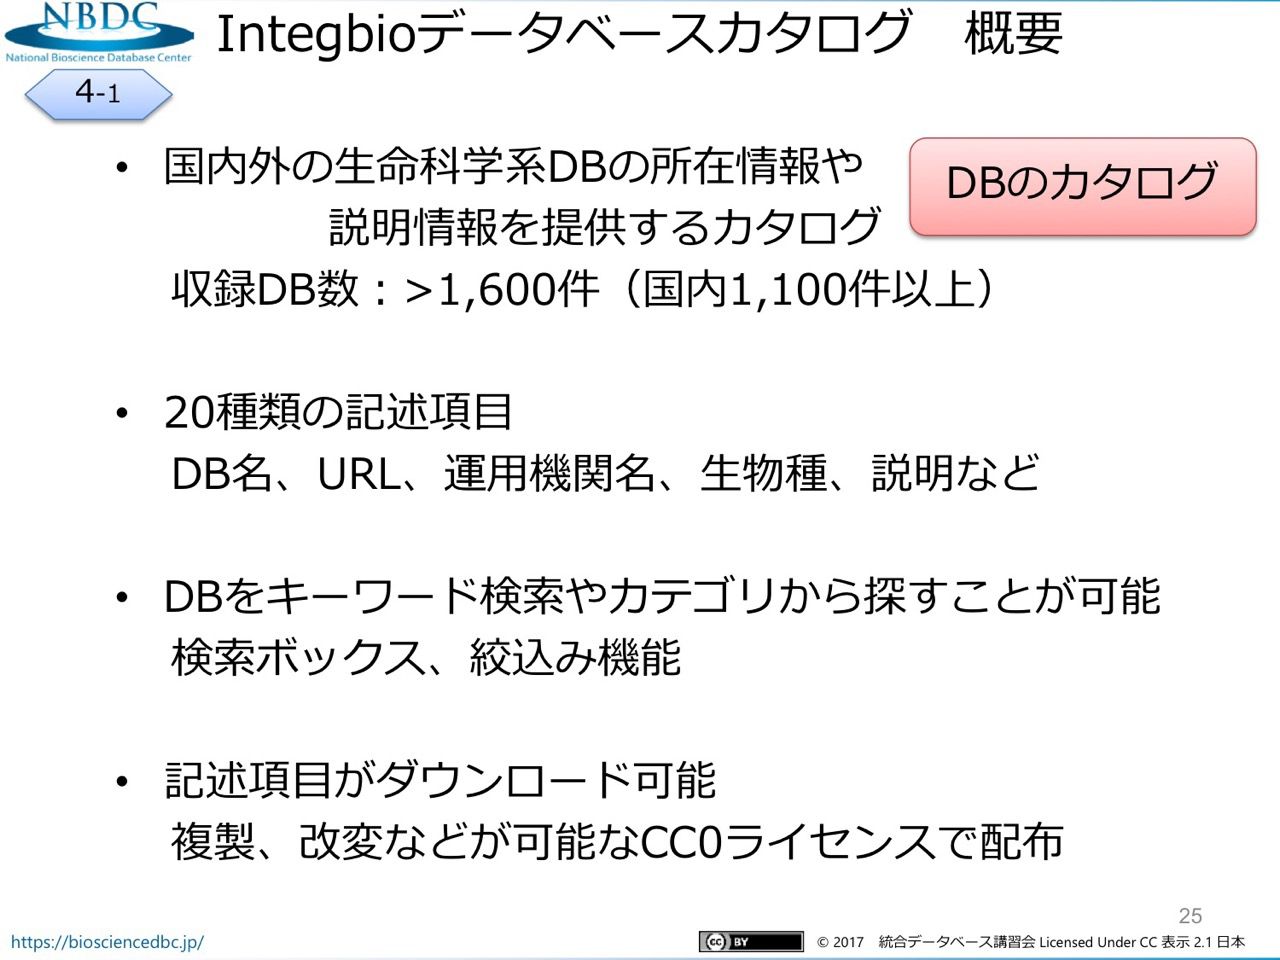 NBDC
National Bioscience Database Center
Integbioデータベースカタログ　概要
4-1
• 国内外の生命科学系DBの所在情報や
説明情報を提供するカタログ
DBのカタログ
収録DB数：>1,600件（国内1,100件以上）
• 20種類の記述項目
DB名、URL、運用機関名、生物種、説明など
• DBをキーワード検索やカテゴリから探すことが可能
検索ボックス、絞込み機能
• 記述項目がダウンロード可能
複製、改変などが可能なCC0ライセンスで配布
25
https://biosciencedbc.jp/
cc BY
© 2017　統合データベース講習会 Licensed Under CC 表示 2.1 日本